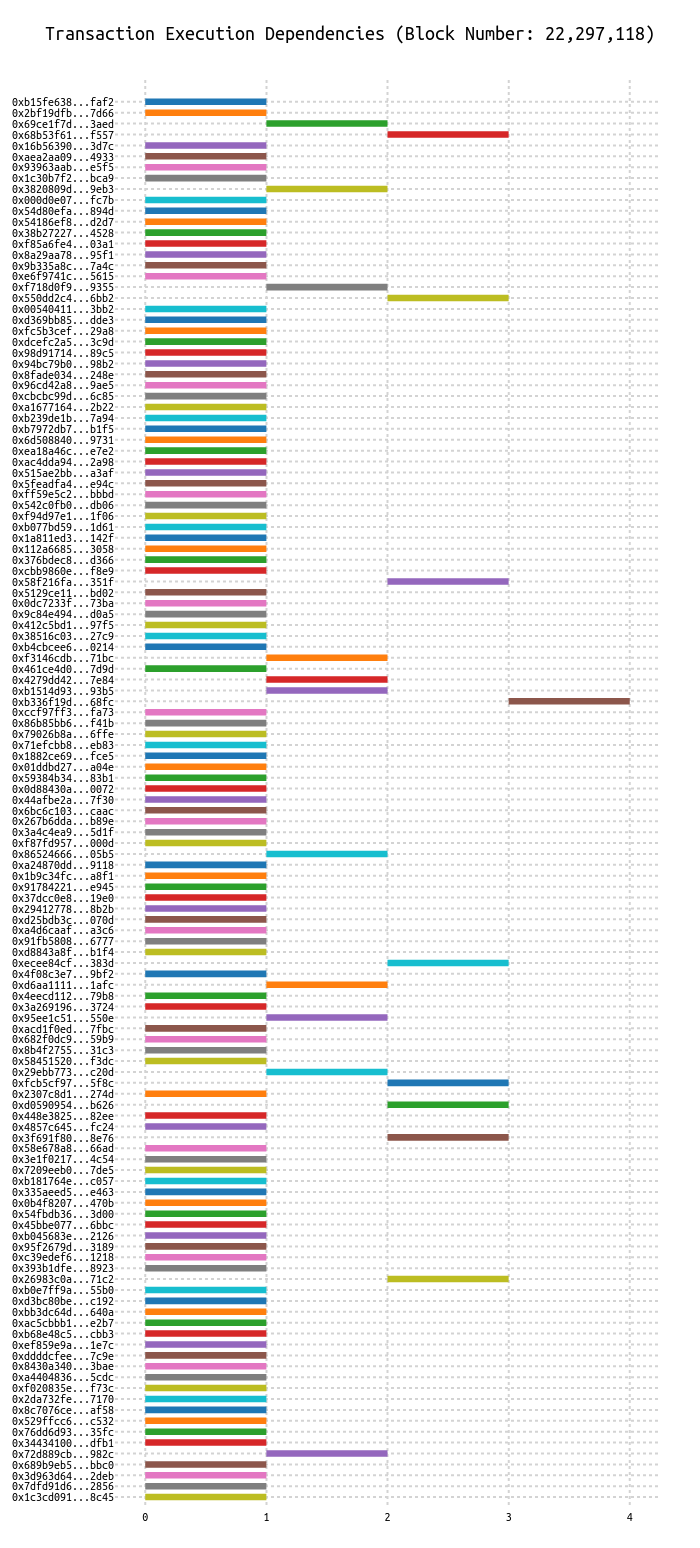 Transaction Execution Dependencies (Block Number: 22,297,118)
0xb15fe638...faf2
0x2bf19dfb...7d66
0x69ce1f7d...3aed
0x68b53f61...f557
0x16b56390...3d7c
0xaea2aa09...4933
0x93963aab...e5f5
0x1c30b7f2...bca9
0x3820809d...9eb3
0x000d0e07...fc7b
0x54d80efa...894d
0x54186ef8...d2d7
0x38b27227...4528
0xf85a6fe4...03a1
0x8a29aa78...95f1
0x9b335a8c...7a4c
0xe6f9741c...5615
0xf718d0f9...9355
0x550dd2c4...6bb2
0x00540411...3bb2
0xd369bb85...dde3
0xfc5b3cef...29a8
0xdcefc2a5...3c9d
0x98d91714...89c5
0x94bc79b0...98b2
0x8fade034...248e
0x96cd42a8...9ae5
0xcbcbc99d...6c85
0xa1677164...2b22
0xb239de1b...7a94
0xb7972db7...b1f5
0x6d508840...9731
0xea18a46c...e7e2
0xac4dda94...2a98
0x515ae2bb...a3af
0x5feadfa4...e94c
0xff59e5c2...bbbd
0x542c0fb0...db06
0xf94d97e1...1f06
0xb077bd59...1d61
0x1a811ed3...142f
0x112a6685...3058
0x376bdec8...d366
0xcbb9860e...f8e9
0x58f216fa...351f
0x5129ce11...bd02
0x0dc7233f...73ba
0x9c84e494...d0a5
0x412c5bd1...97f5
0x38516c03...27c9
0xb4cbcee6...0214
0xf3146cdb...71bc
0x461ce4d0...7d9d
0x4279dd42...7e84
0xb1514d93...93b5
0xb336f19d...68fc
0xccf97ff3...fa73
0x86b85bb6...f41b
0x79026b8a...6ffe
0x71efcbb8...eb83
0x1882ce69...fce5
0x01ddbd27...a04e
0x59384b34...83b1
0x0d88430a...0072
0x44afbe2a...7f30
0x6bc6c103...caac
0x267b6dda...b89e
0x3a4c4ea9...5d1f
0xf87fd957...000d
0x86524666...05b5
0xa24870dd...9118
0x1b9c34fc...a8f1
0x91784221...e945
0x37dcc0e8...19e0
0x29412778...8b2b
0xd25bdb3c...070d
0xa4d6caaf...a3c6
0x91fb5808...6777
0xd8843a8f...b1f4
0xecee84cf...383d
0x4f08c3e7...9bf2
0xd6aa1111...1afc
0x4eecd112...79b8
0x3a269196...3724
0x95ee1c51...550e
0xacd1f0ed...7fbc
0x682f0dc9...59b9
0x8b4f2755...31c3
0x58451520...f3dc
0x29ebb773...c20d
0xfcb5cf97...5f8c
0x2307c8d1...274d
0xd0590954...b626
0x448e3825...82ee
0x4857c645...fc24
0x3f691f80...8e76
0x58e678a8...66ad
0x3e1f0217...4c54
0x7209eeb0...7de5
0xb181764e...c057
0x335aeed5...e463
0x0b4f8207...470b
0x54fbdb36...3d00
0x45bbe077...6bbc
0xb045683e...2126
0x95f2679d...3189
0xc39edef6...1218
0x393b1dfe...8923
0x26983c0a...71c2
0xb0e7ff9a...55b0
0xd3bc80be...c192
0xbb3dc64d...640a
0xac5cbbb1...e2b7
0xb68e48c5...cbb3
0xef859e9a...1e7c
0xddddcfee...7c9e
0x8430a340...3bae
0xa4404836...5cdc
0xf020835e...f73c
0x2da732fe...7170
0x8c7076ce...af58
0x529ffcc6...c532
0x76dd6d93...35fc
0x34434100...dfb1
0x72d889cb...982c
0x689b9eb5...bbc0
0x3d963d64...2deb
0x7dfd91d6...2856
0x1c3cd091...8c45
0 1 2 3 4